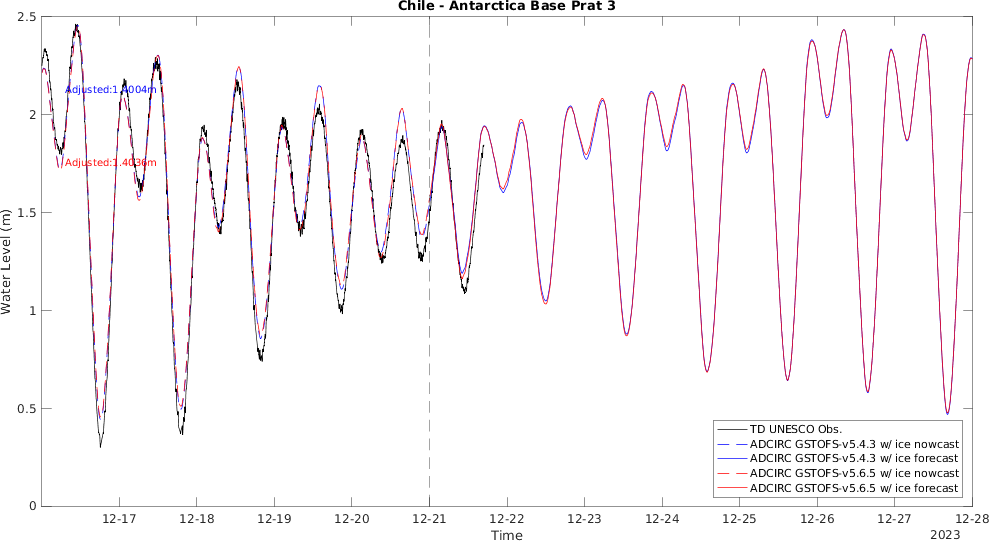 Chile - Antarctica Base Prat 3
2.5
2
1.5
1
0.5
0
Water Level (m)
Adjusted:1.4004m
Adjusted:1.4036m
TD UNESCO Obs.
ADCIRC GSTOFS-v5.4.3 w/ ice nowcast
ADCIRC GSTOFS-v5.4.3 w/ ice forecast
ADCIRC GSTOFS-v5.6.5 w/ ice nowcast
ADCIRC GSTOFS-v5.6.5 w/ ice forecast
12-17 12-18 12-19 12-20 12-21 12-22 12-23 12-24 12-25 12-26 12-27 12-28
Time
2023